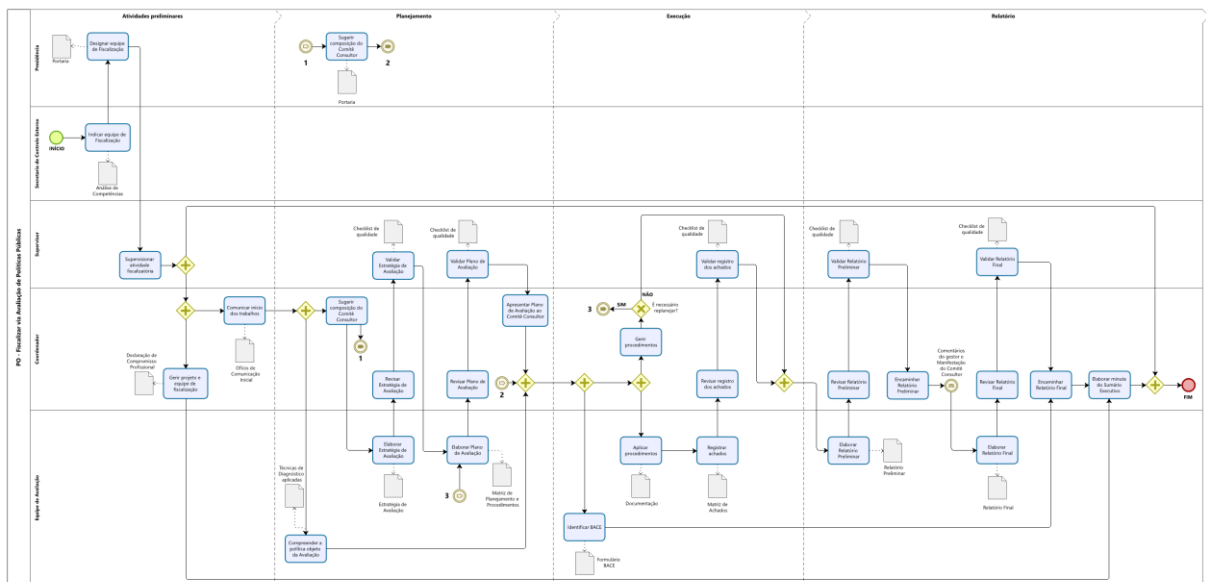 PO - Fiscalizar via Avaliação de Políticas Públicas
Atividades preliminares
Planejamento
Execução
Relatório
Presidência
Designar equipe
de Fiscalização
Portaria
1
Sugerir
composição do
Comitê
Consultor
2
Portaria
Secretaria de Controle Externo
INÍCIO
Indicar equipe de
Fiscalização
Análise de
Competências
Supervisor
Supervisionar
atividade
fiscalizatória
Checklist de
qualidade
Validar
Estratégia de
Avaliação
Checklist de
qualidade
Validar Plano de
Avaliação
Checklist de
qualidade
Validar registro
dos achados
Checklist de
qualidade
Validar Relatório
Preliminar
Checklist de
qualidade
Validar Relatório
Final
Coordenador
Comunicar início
dos trabalhos
Ofício de
Comunicação
Inicial
Declaração de
Compromisso
Profissional
Gerir projeto e
equipe de
fiscalização
Sugerir
composição do
Comitê
Consultor
1
Revisar
Estratégia de
Avaliação
Revisar Plano de
Avaliação
Apresentar Plano
de Avaliação ao
Comitê Consultor
2
3
SIM
NÃO
É necessário
replanejar?
Gerir
procedimentos
Revisar registro
dos achados
Revisar Relatório
Preliminar
Encaminhar
Relatório
Preliminar
Comentários
do gestor e
Manifestação
do Comitê
Consultor
Revisar Relatório
Final
Encaminhar
Relatório Final
Elaborar minuta
do Sumário
Executivo
FIM
Equipe de Avaliação
Técnicas de
Diagnóstico
aplicadas
Compreender a
política objeto
da Avaliação
Elaborar
Estratégia de
Avaliação
Estratégia de
Avaliação
Elaborar Plano
de Avaliação
3
Matriz de
Planejamento e
Procedimentos
Aplicar
procedimentos
Documentação
Registrar
achados
Matriz de
Achados
Identificar BACE
Formulário
BACE
Elaborar
Relatório
Preliminar
Relatório
Preliminar
Elaborar
Relatório Final
Relatório Final